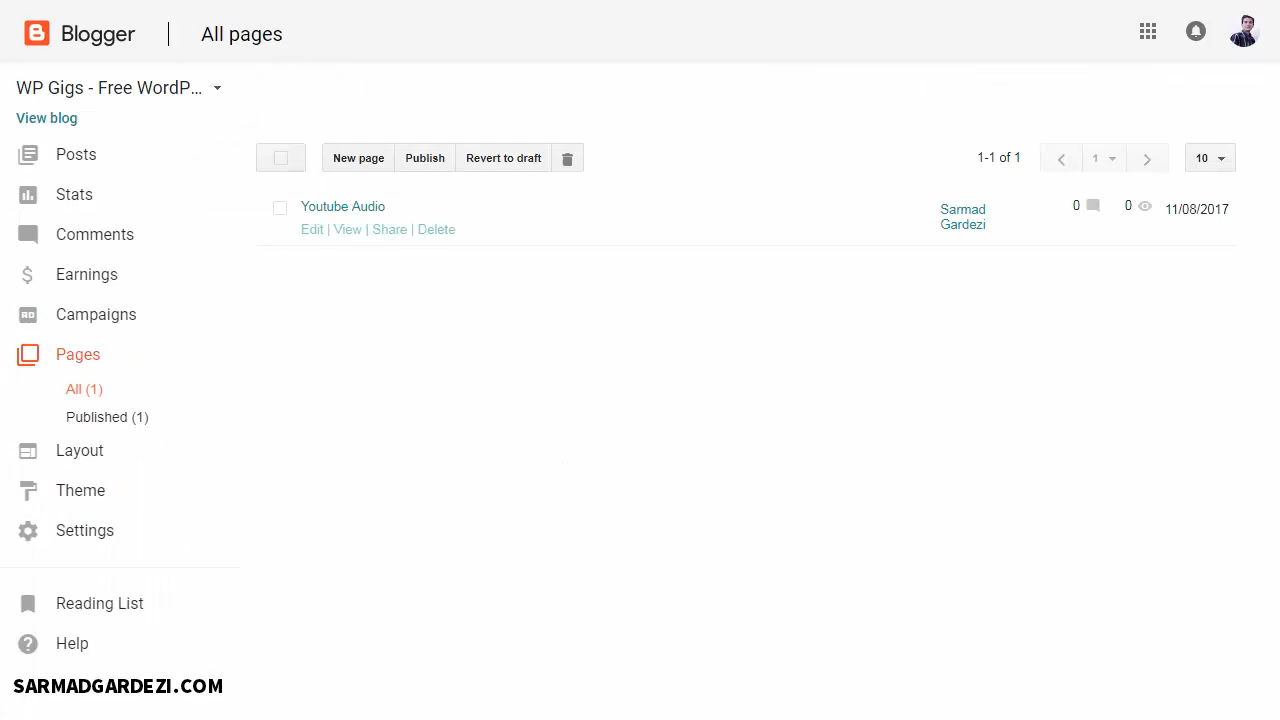 Blogger
All pages
WP Gigs - Free WordP...
View blog
Posts
Stats
Comments
Earnings
Campaigns
Pages
All (1)
Published (1)
Layout
Theme
Settings
Reading List
Help
SARMADGARDEZI.COM
New page
Publish
Revert to draft
1-1 of 1
1
10
Youtube Audio
Edit | View | Share | Delete
Sarmad
Gardezi
0
0
11/08/2017